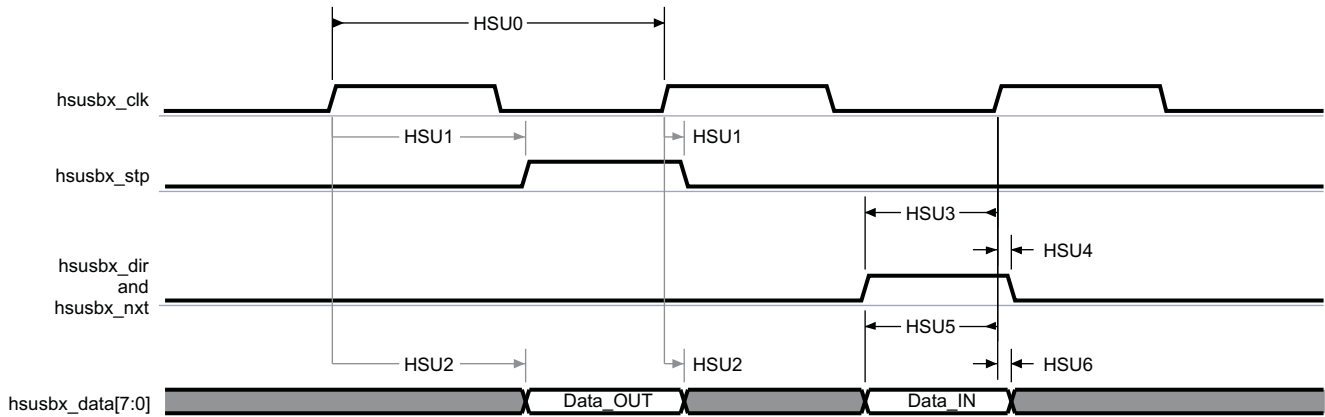 HSU0
hsusbx_clk
HSU1
HSU1
hsusbx_stp
HSU3
HSU4
hsusbx_dir
and
hsusbx_nxt
HSU5
HSU2
HSU2
HSU6
hsusbx_data[7:0]
Data_OUT
Data_IN